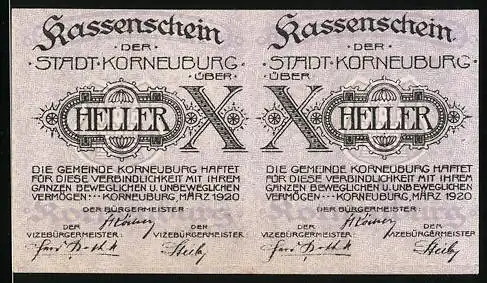 Kassenschein
· DER ·
· STADT · KORNEUBURG ·
ÜBER
HELLER X
DIE GEMEINDE KORNEUBURG HAFTET
FÜR DIESE VERBINDLICHKEIT MIT IHREM
GANZEN BEWEGLICHEN U. UNBEWEGLICHEN
VERMÖGEN · · · KORNEUBURG, MÄRZ 1920
DER BÜRGERMEISTER:
VIZEBÜRGERMEISTER: DER VIZEBÜRGERMEISTER
Kassenschein
· DER ·
· STADT · KORNEUBURG ·
ÜBER
X HELLER
DIE GEMEINDE KORNEUBURG HAFTET
FÜR DIESE VERBINDLICHKEIT MIT IHREM
GANZEN BEWEGLICHEN U. UNBEWEGLICHEN
VERMÖGEN · · · KORNEUBURG, MÄRZ 1920
DER BÜRGERMEISTER:
DER VIZEBÜRGERMEISTER: DER VIZEBÜRGERMEISTER